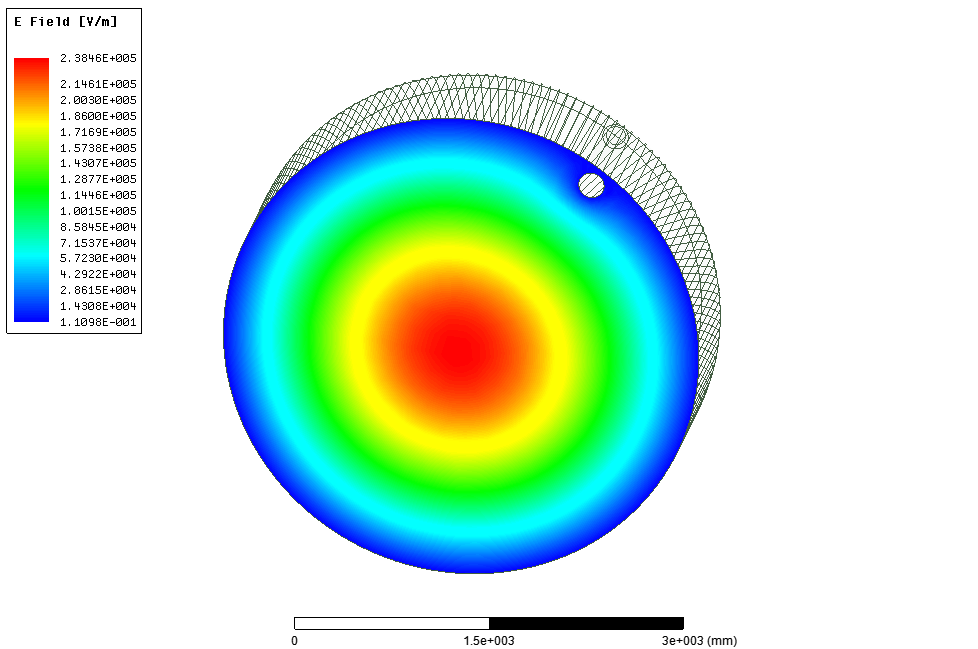 E Field [V/m]
2.3846E+005
2.1461E+005
2.0030E+005
1.8600E+005
1.7169E+005
1.5738E+005
1.4307E+005
1.2877E+005
1.1446E+005
1.0015E+005
8.5845E+004
7.1537E+004
5.7230E+004
4.2922E+004
2.8615E+004
1.4308E+004
1.1098E-001
0 1.5e+003 3e+003 (mm)